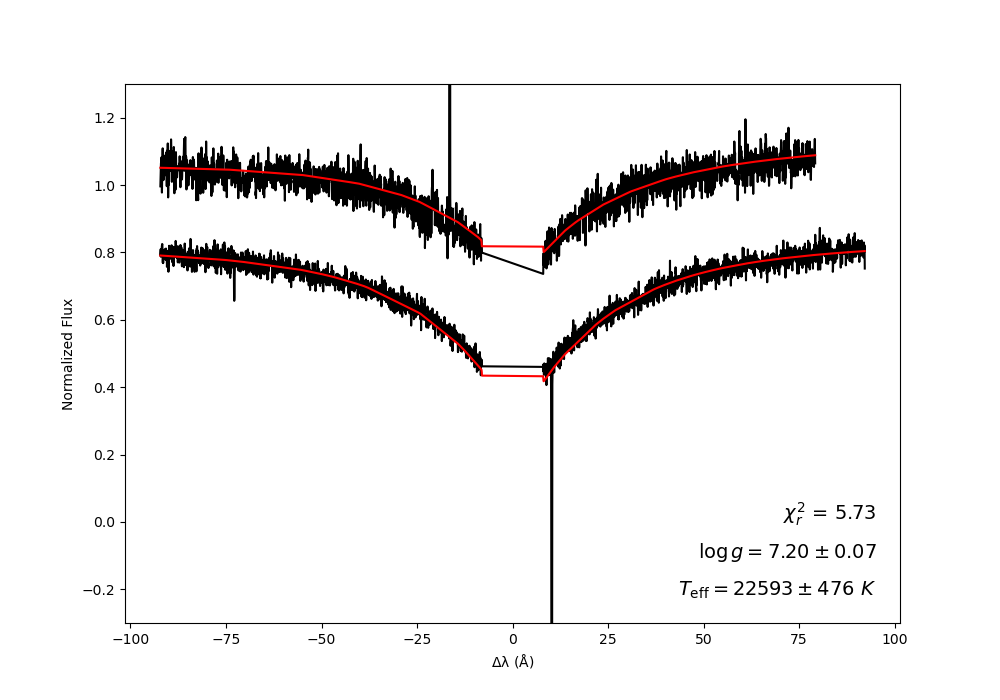 1.2
1.0
0.8
0.6
0.4
0.2
0.0
−0.2
Normalized Flux
χ²ᵣ = 5.73
log g = 7.20 ± 0.07
T_eff = 22593 ± 476 K
−100 −75 −50 −25 0 25 50 75 100
Δλ (Å)